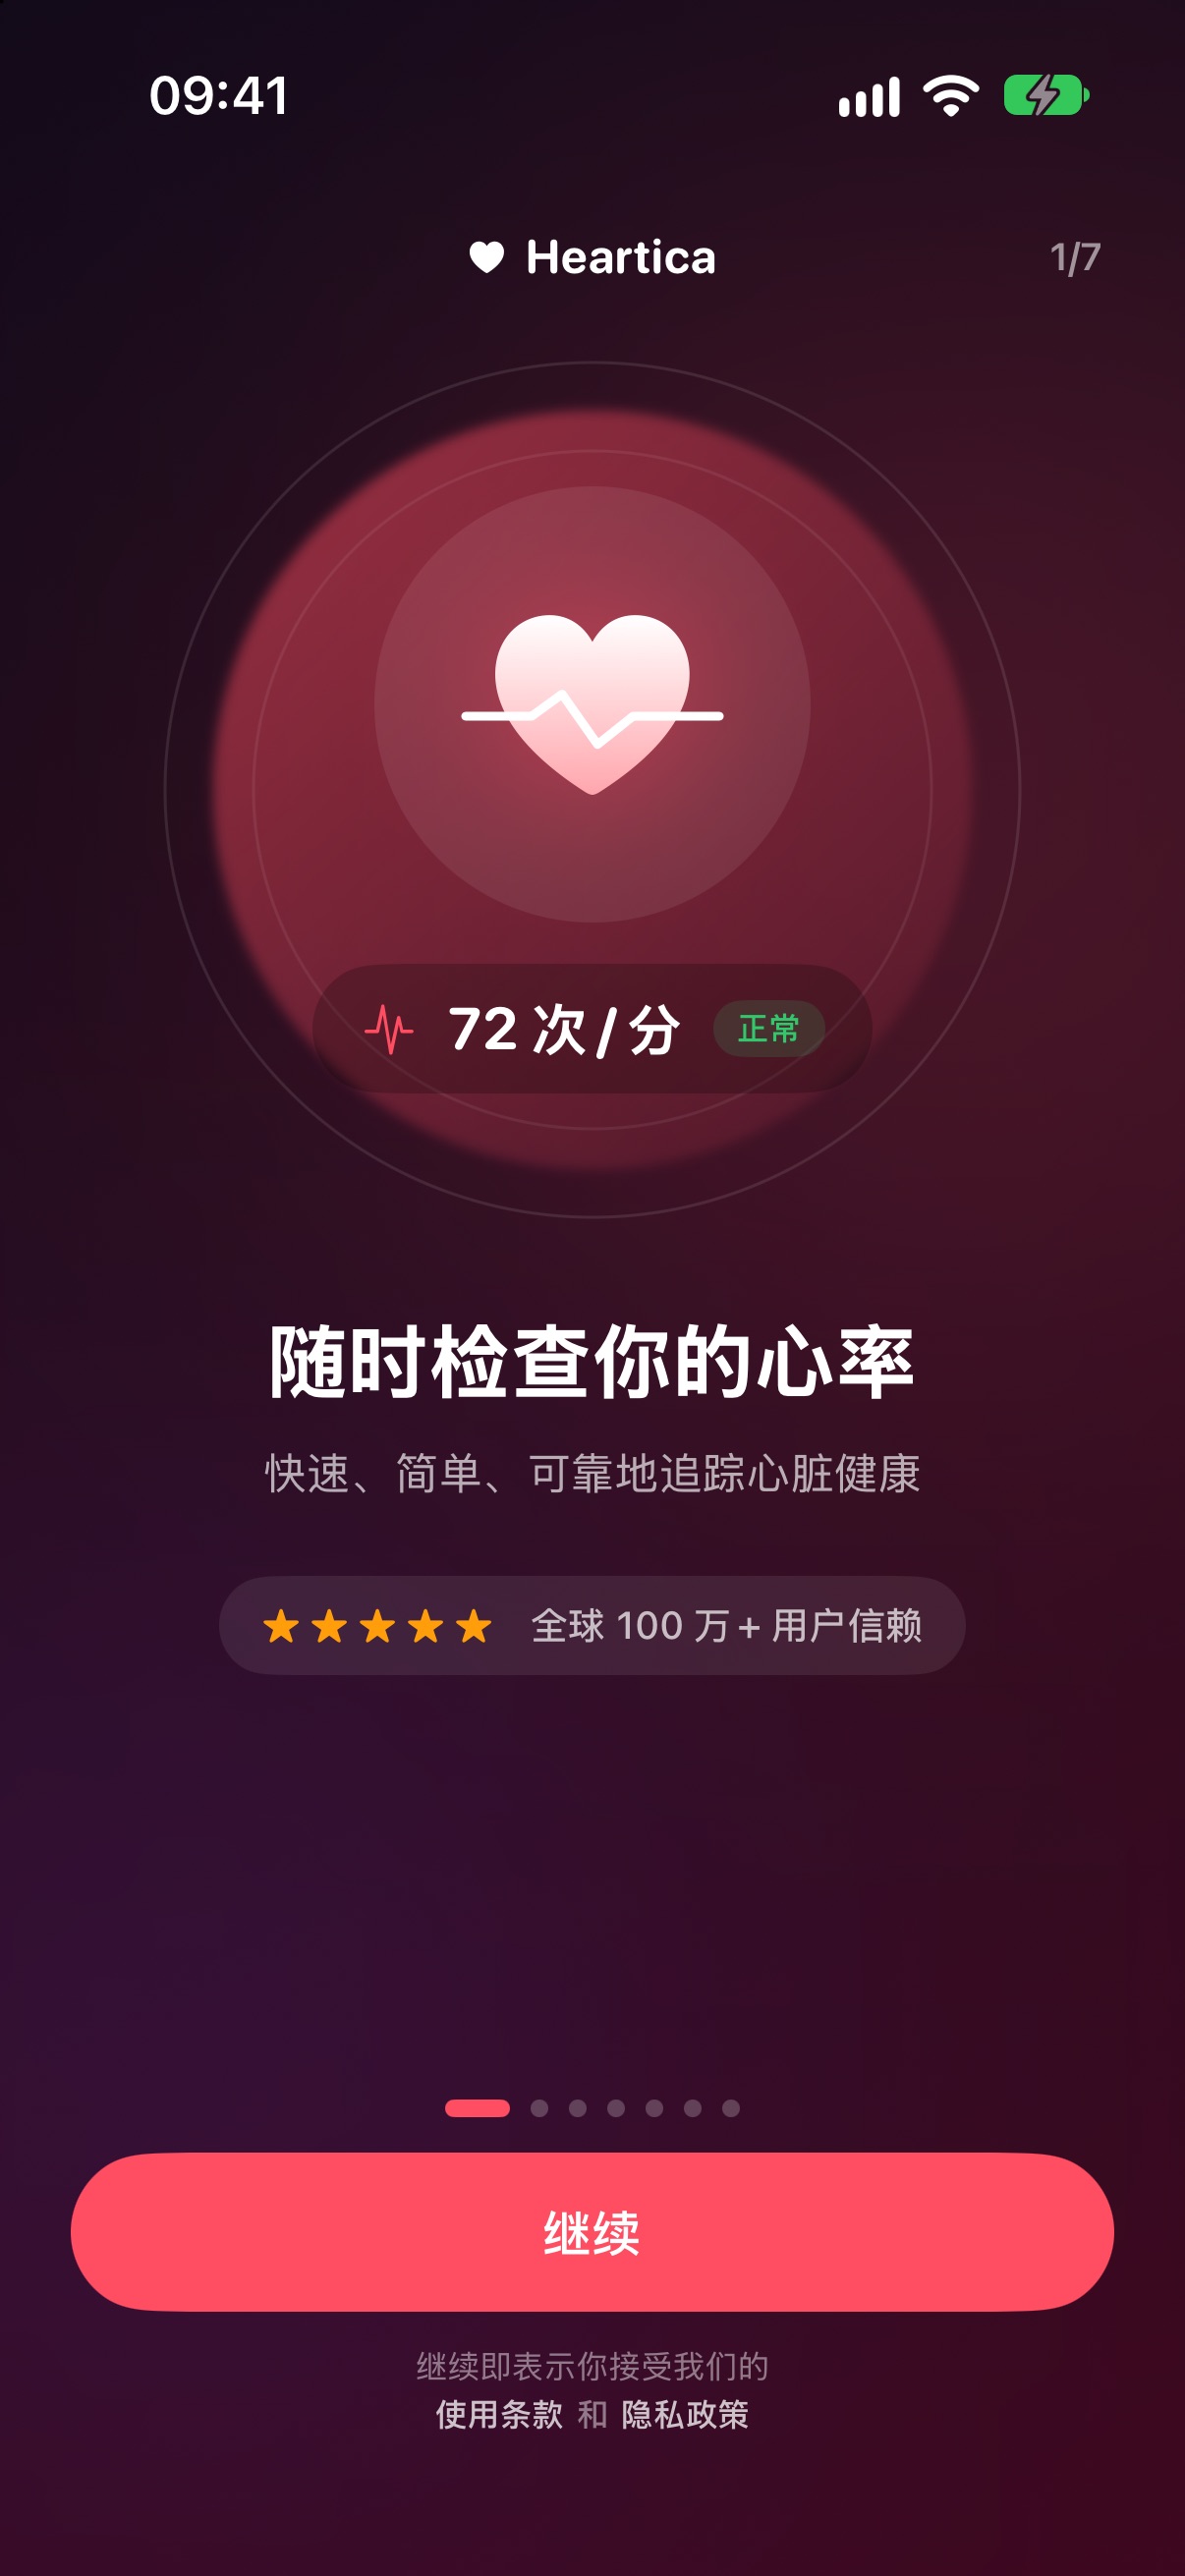 09:41
Heartica
1/7
72 次/分 正常
随时检查你的心率
快速、简单、可靠地追踪心脏健康
全球 100 万+ 用户信赖
继续
继续即表示你接受我们的
使用条款 和 隐私政策